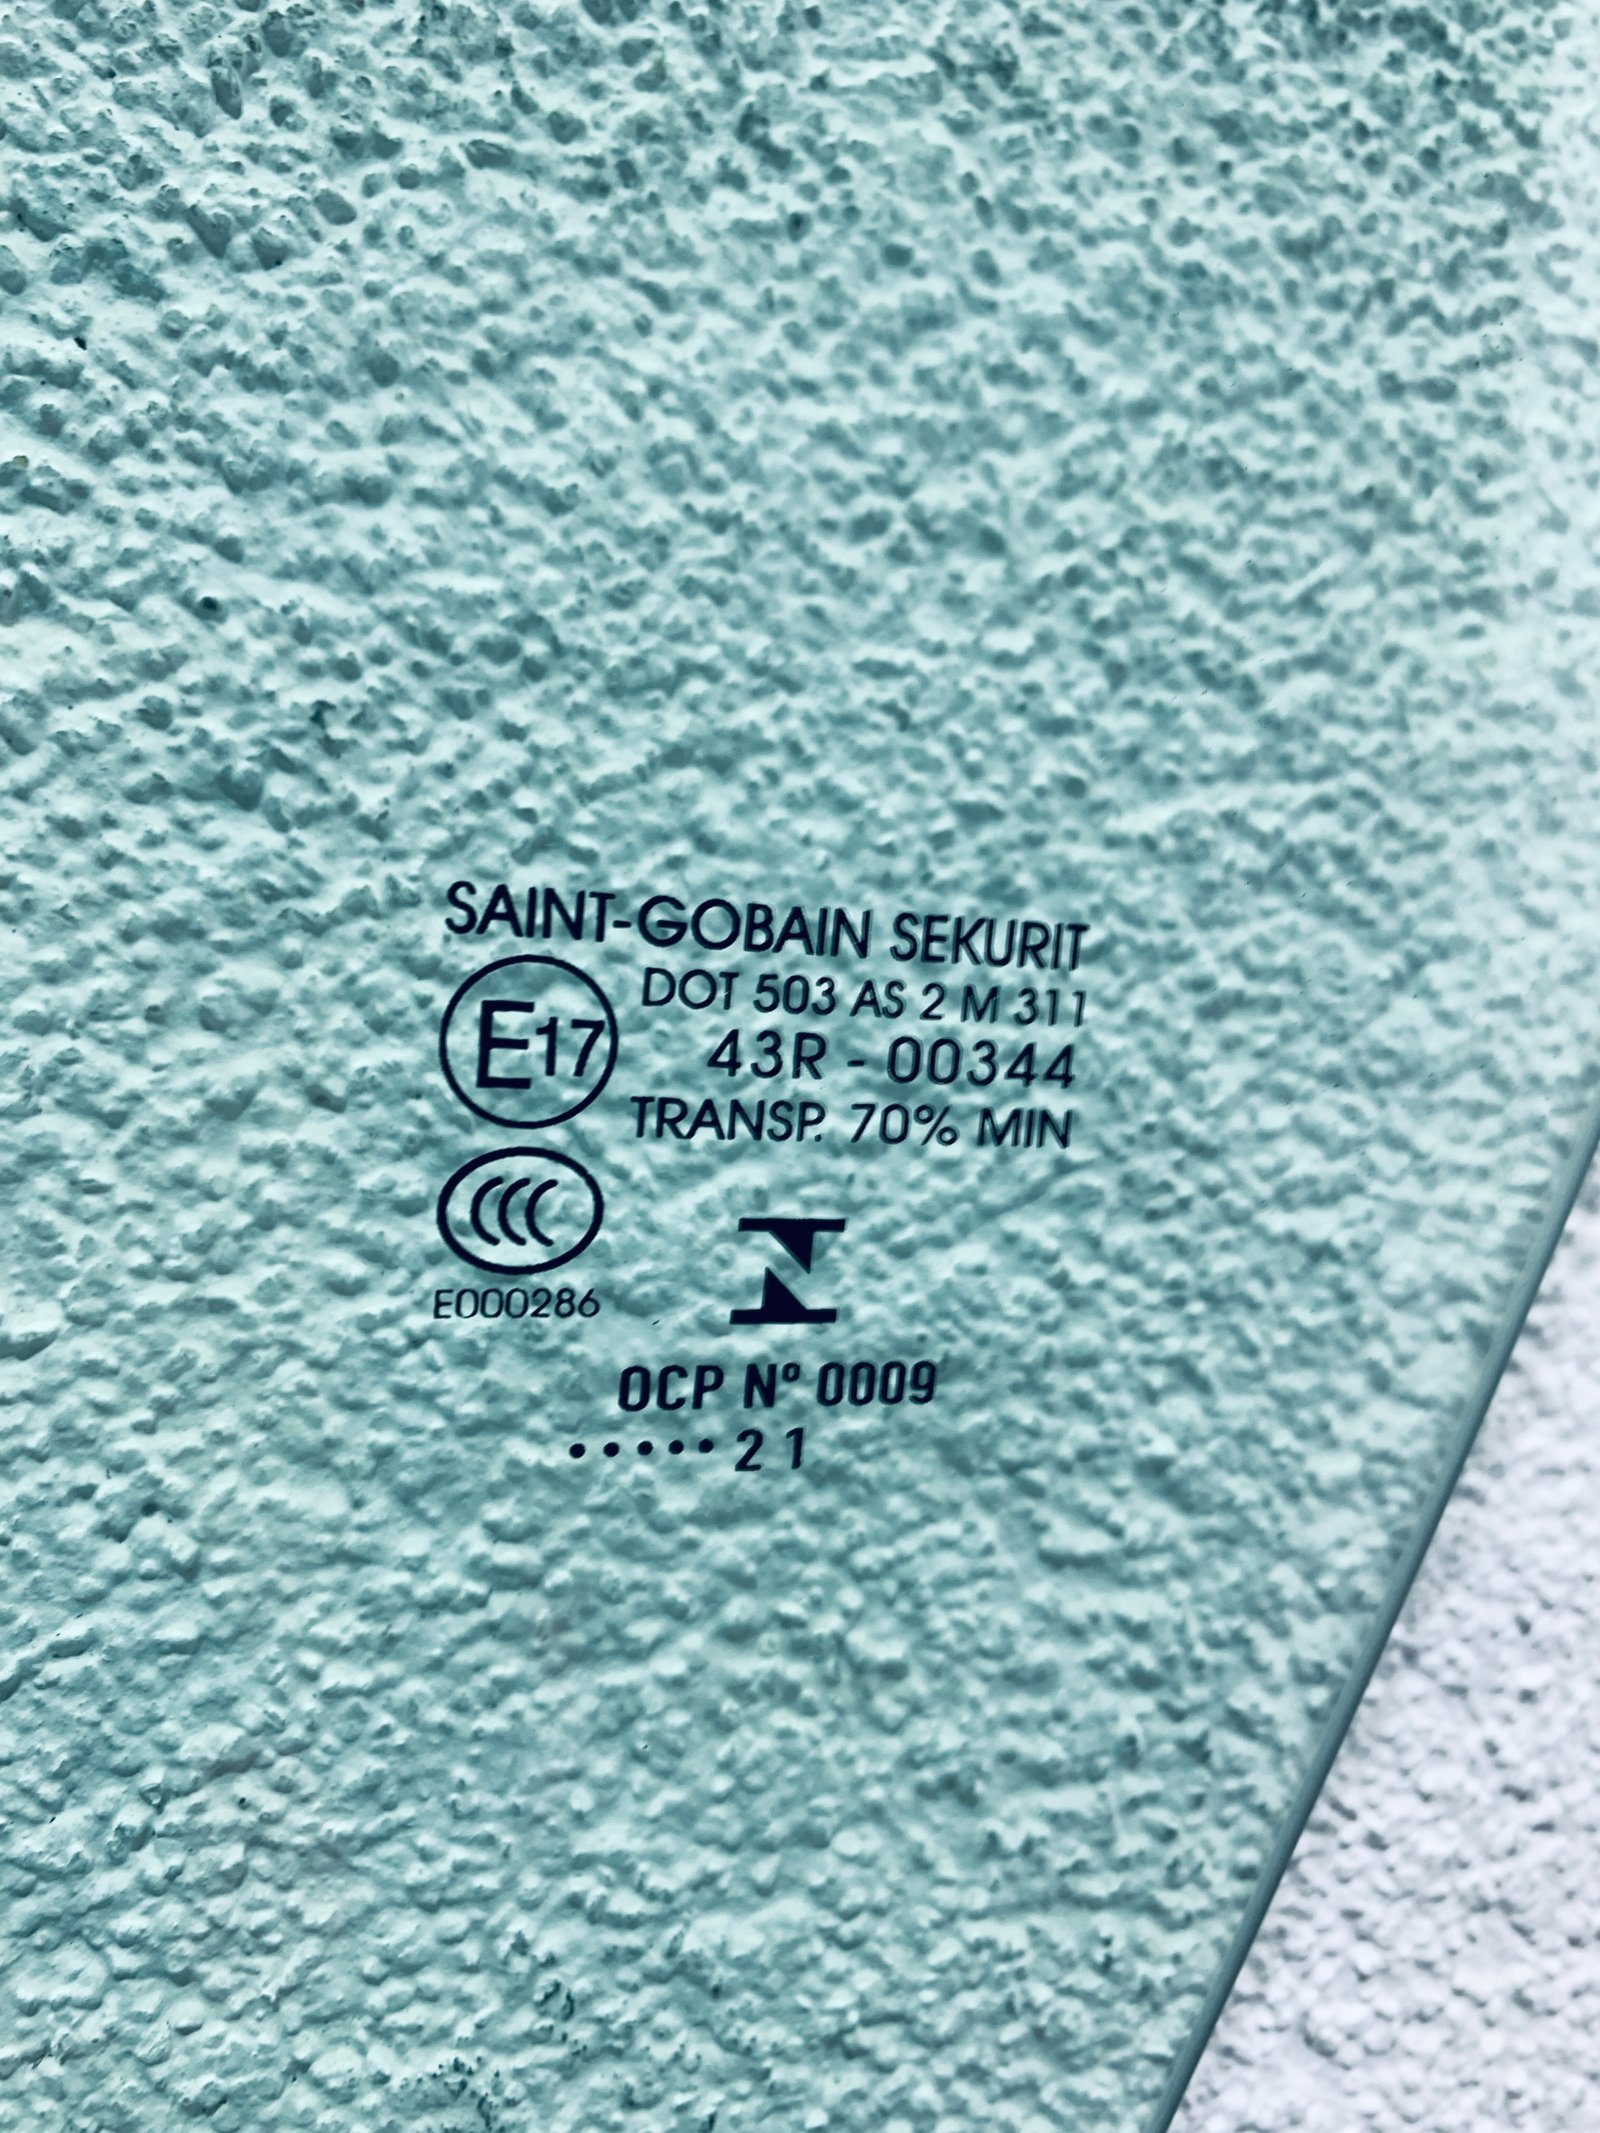 SAINT-GOBAIN SEKURIT
DOT 503 AS 2 M 311
E17
43R - 00344
TRANSP. 70% MIN
CCC
E000286
OCP Nº 0009
•••••21